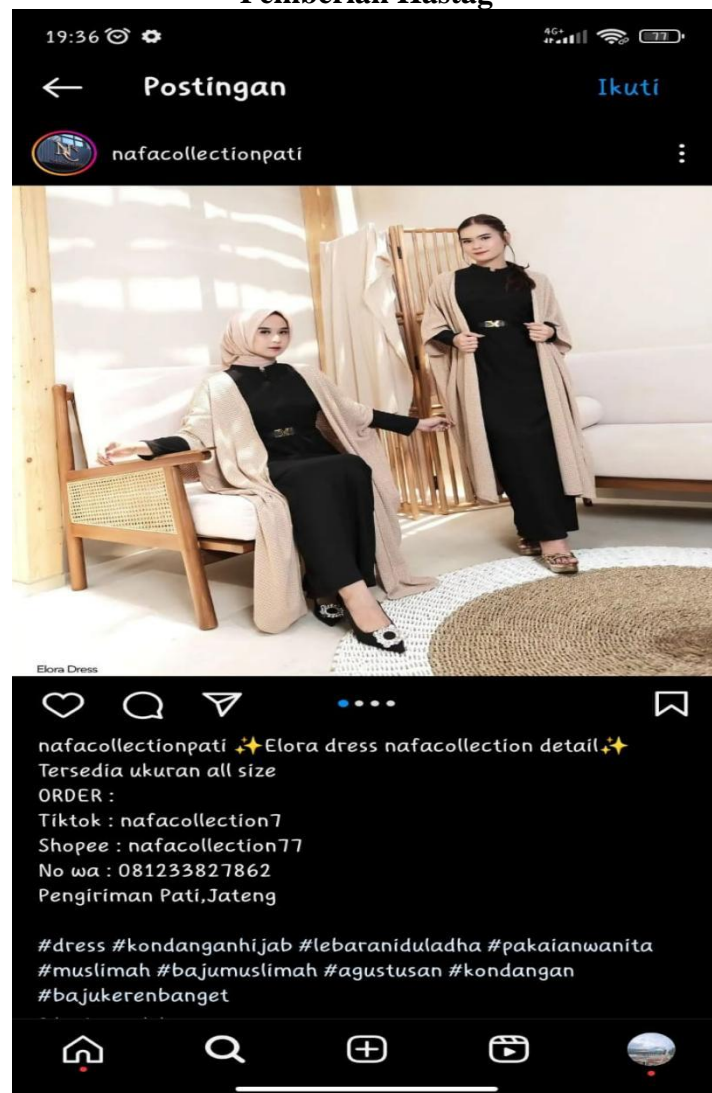 Pemberian Hastag
19:36
4G+
77
Postingan
Ikuti
NC
nafacollectionpati
Elora Dress
nafacollectionpati ✨Elora dress nafacollection detail✨
Tersedia ukuran all size
ORDER :
Tiktok : nafacollection7
Shopee : nafacollection77
No wa : 081233827862
Pengiriman Pati,Jateng
#dress #kondanganhijab #lebaraniduladha #pakaianwanita
#muslimah #bajumuslimah #agustusan #kondangan
#bajukerenbanget